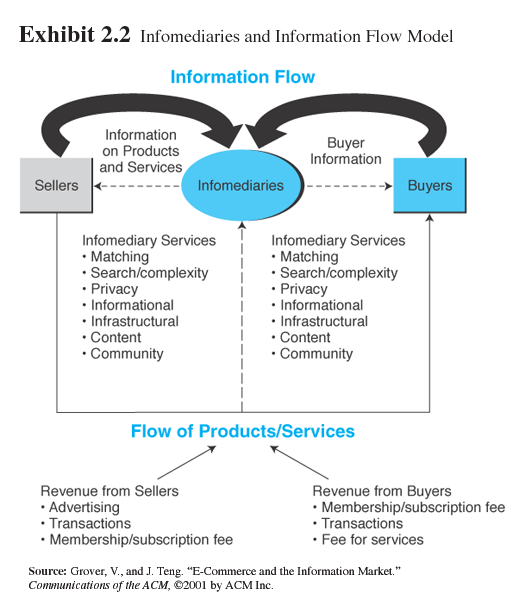 Exhibit 2.2 Infomediaries and Information Flow Model
Information Flow
Information
on Products
and Services
Buyer
Information
Sellers
Infomediaries
Buyers
Infomediary Services
• Matching
• Search/complexity
• Privacy
• Informational
• Infrastructural
• Content
• Community
Infomediary Services
• Matching
• Search/complexity
• Privacy
• Informational
• Infrastructural
• Content
• Community
Flow of Products/Services
Revenue from Sellers
• Advertising
• Transactions
• Membership/subscription fee
Revenue from Buyers
• Membership/subscription fee
• Transactions
• Fee for services
Source: Grover, V., and J. Teng. “E-Commerce and the Information Market.”
Communications of the ACM, ©2001 by ACM Inc.